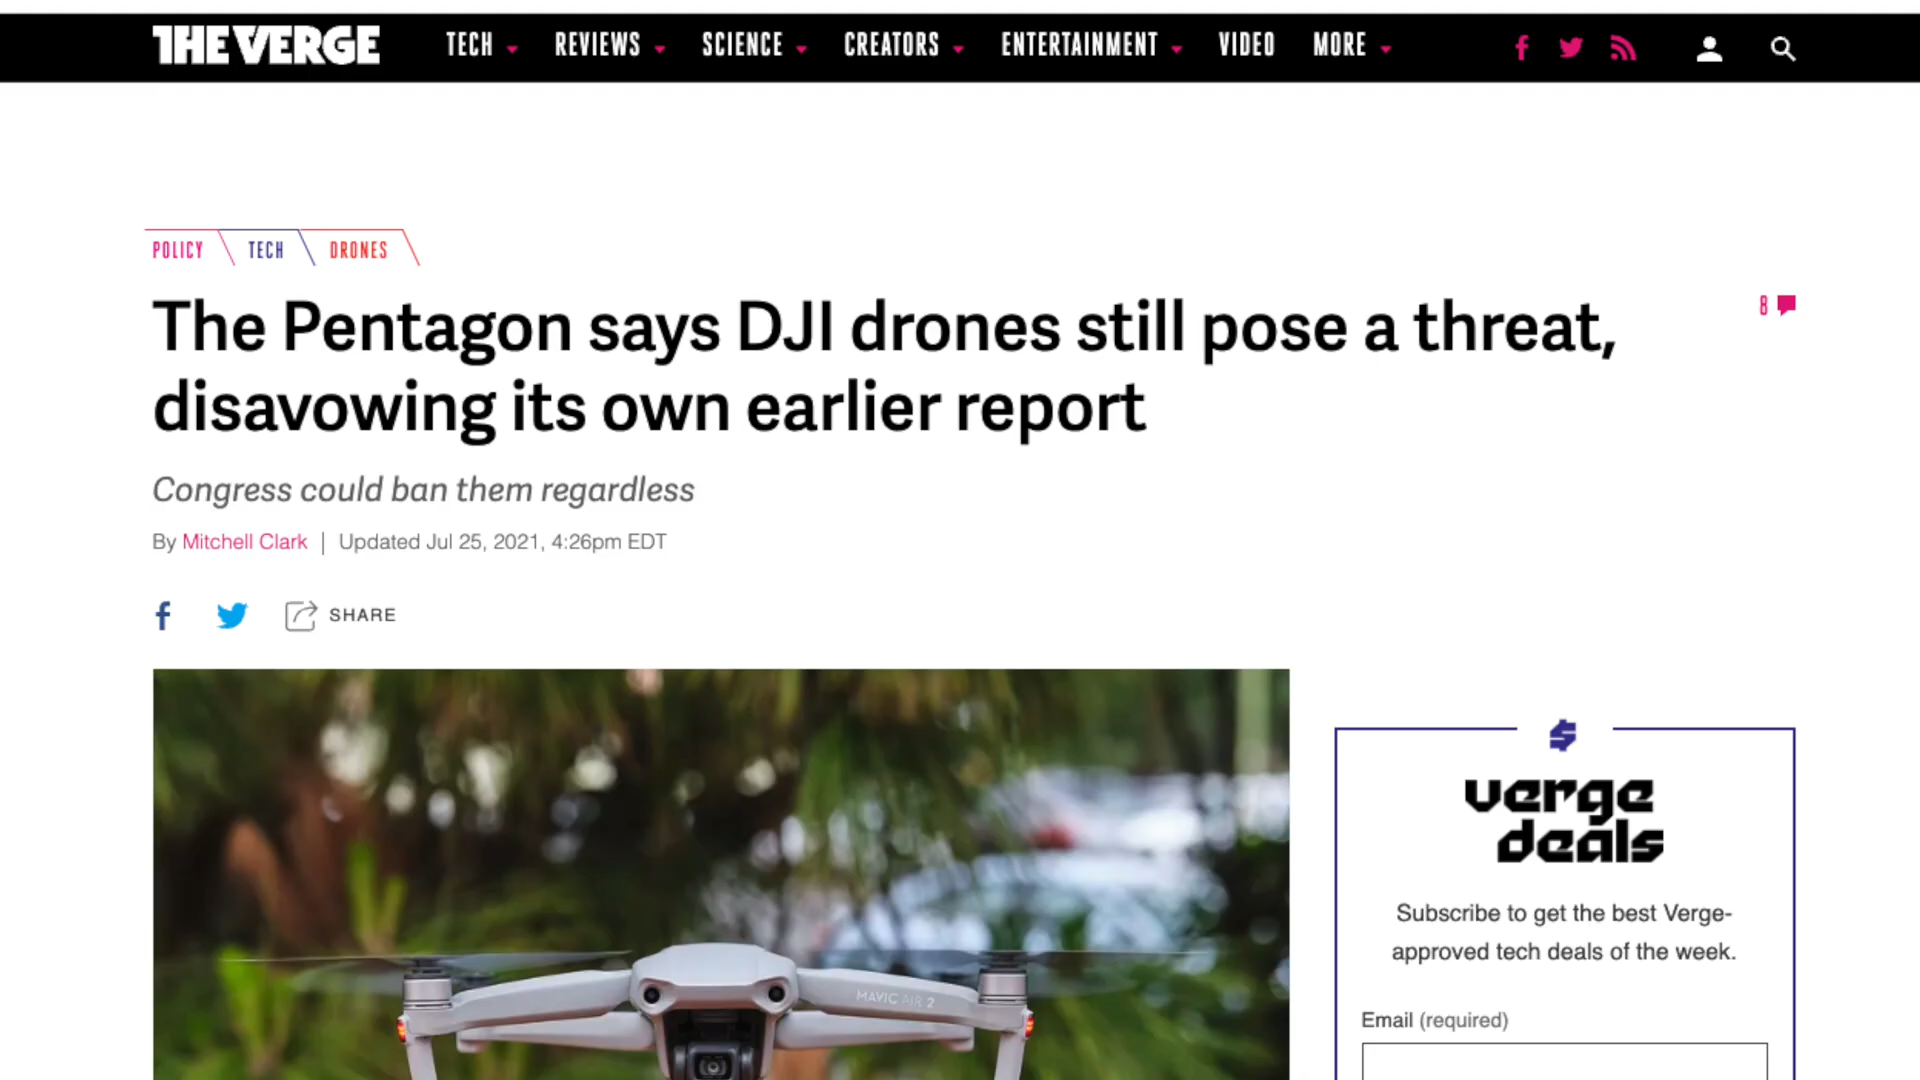 THE VERGE
TECH REVIEWS SCIENCE CREATORS ENTERTAINMENT VIDEO MORE
POLICY TECH DRONES
The Pentagon says DJI drones still pose a threat,
disavowing its own earlier report
8
Congress could ban them regardless
By Mitchell Clark | Updated Jul 25, 2021, 4:26pm EDT
SHARE
MAVIC AIR 2
verge
deals
Subscribe to get the best Verge-
approved tech deals of the week.
Email (required)